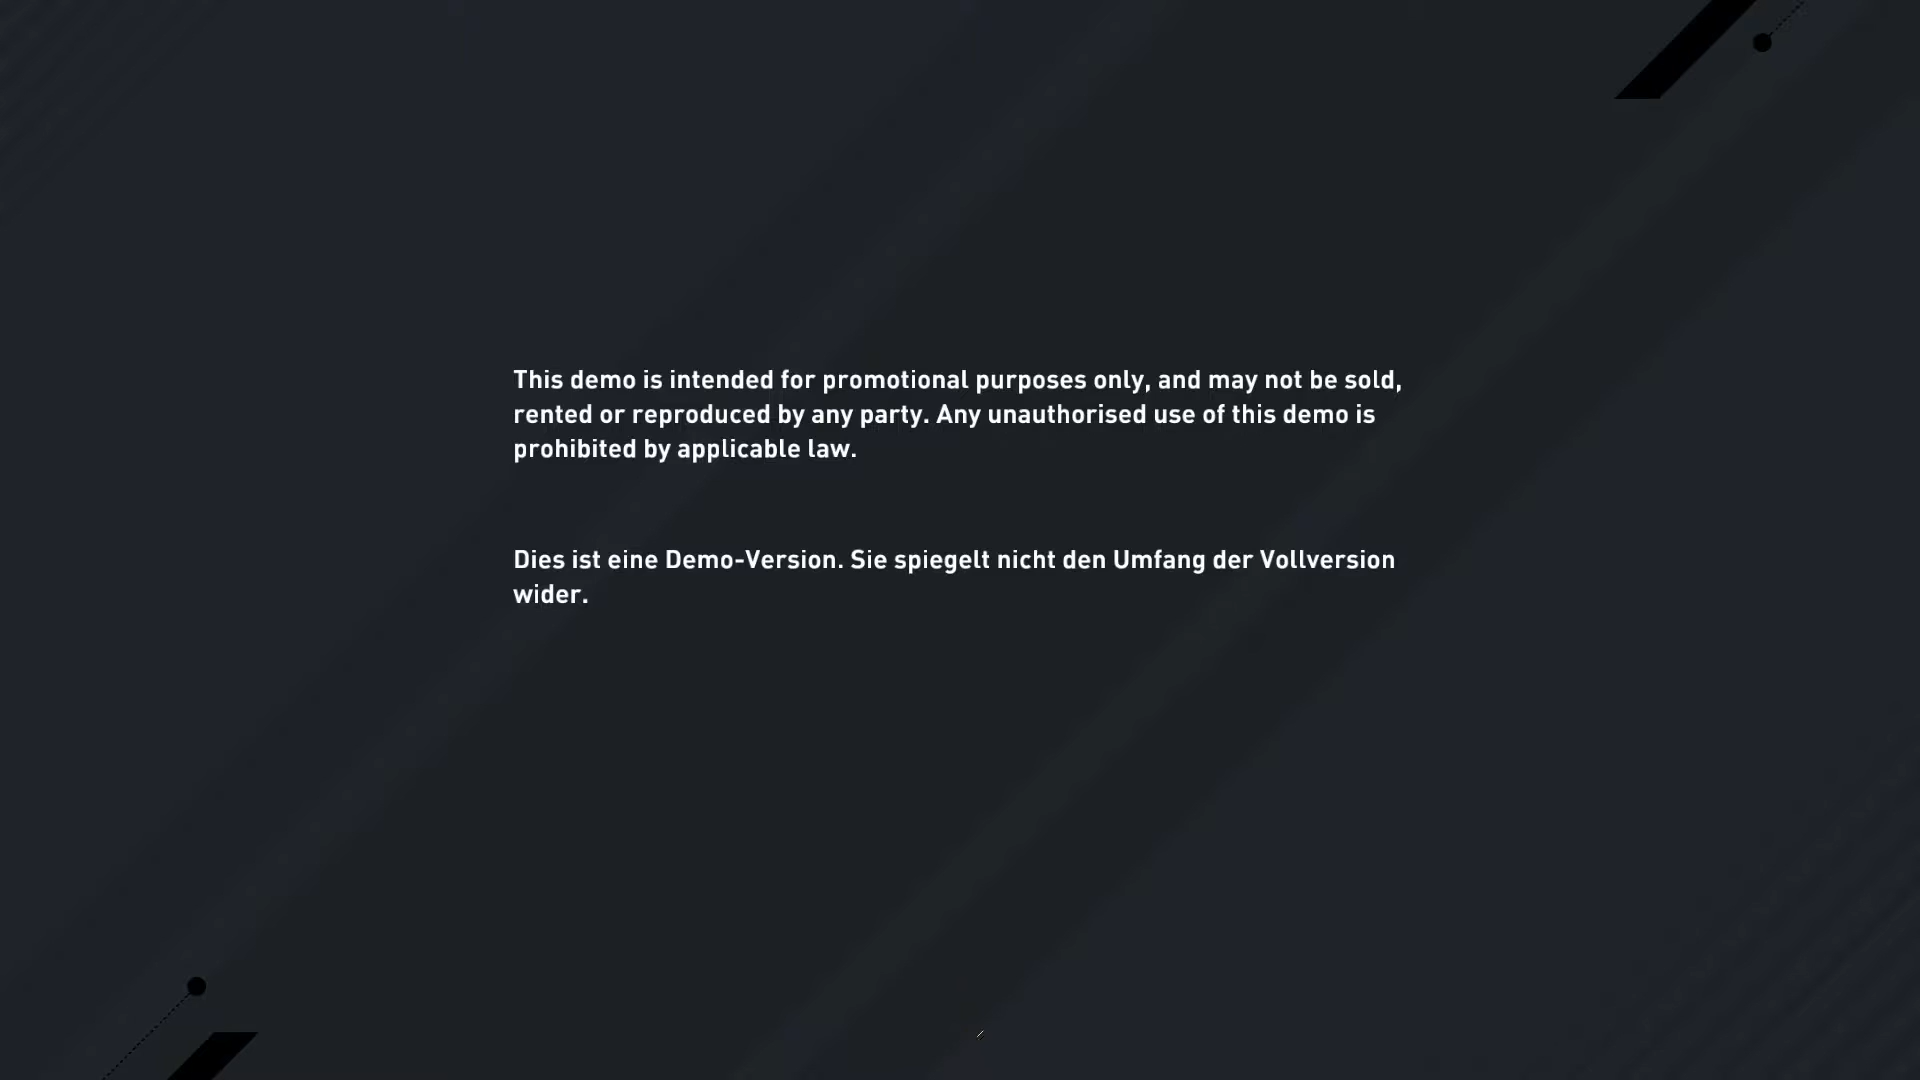 This demo is intended for promotional purposes only, and may not be sold,
rented or reproduced by any party. Any unauthorised use of this demo is
prohibited by applicable law.
Dies ist eine Demo-Version. Sie spiegelt nicht den Umfang der Vollversion
wider.